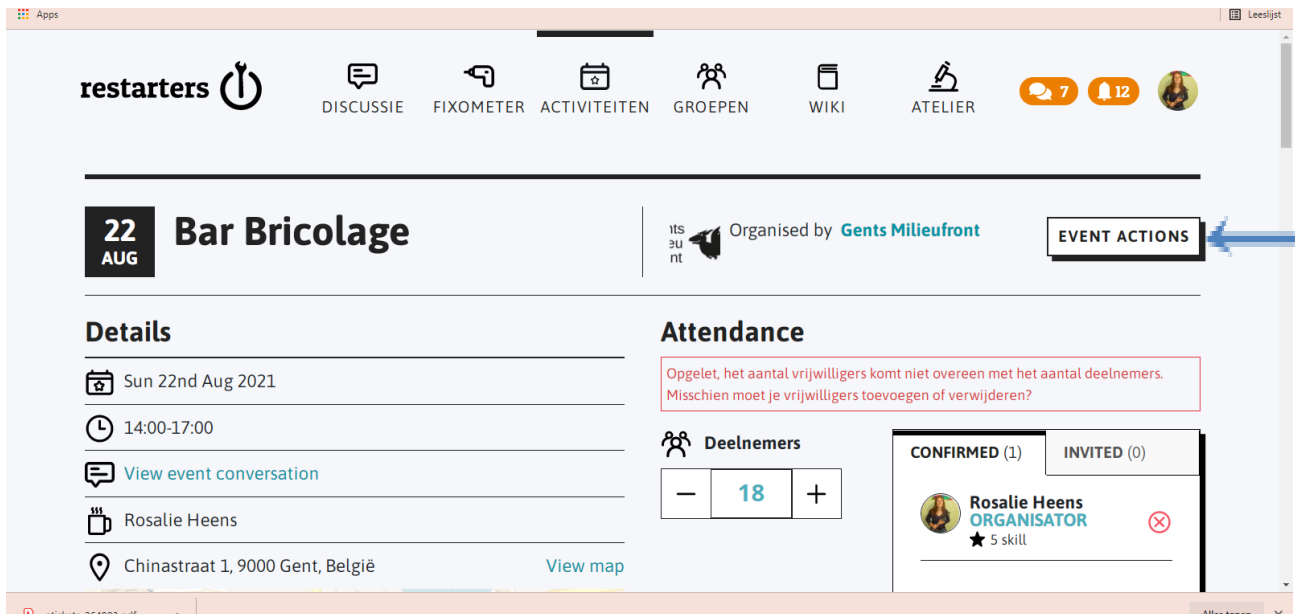 Apps
Leeslijst
restarters
DISCUSSIE
FIXOMETER
ACTIVITEITEN
GROEPEN
WIKI
ATELIER
7
12
22
AUG
Bar Bricolage
Organised by Gents Milieufront
EVENT ACTIONS
Details
Sun 22nd Aug 2021
14:00-17:00
View event conversation
Rosalie Heens
Chinastraat 1, 9000 Gent, België
View map
Attendance
Opgelet, het aantal vrijwilligers komt niet overeen met het aantal deelnemers.
Misschien moet je vrijwilligers toevoegen of verwijderen?
Deelnemers
18
CONFIRMED (1)
INVITED (0)
Rosalie Heens
ORGANISATOR
5 skill